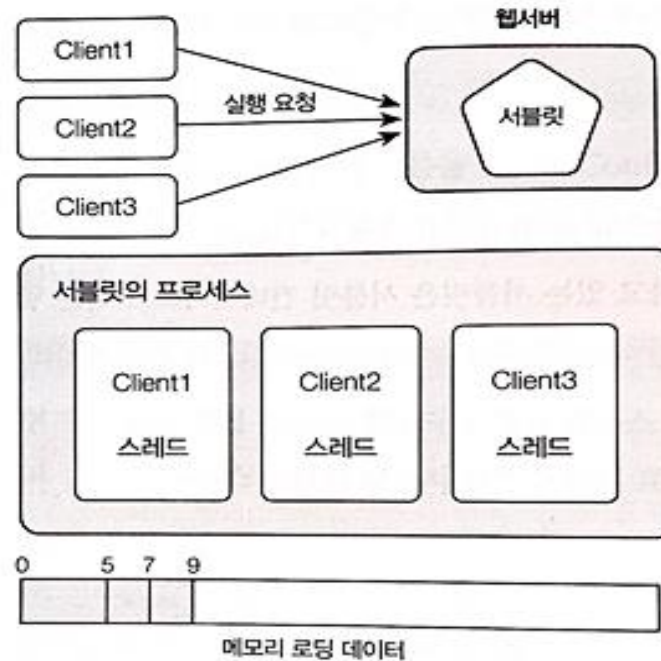 웹서버
Client1
Client2
Client3
실행 요청
서블릿
서블릿의 프로세스
Client1
스레드
Client2
스레드
Client3
스레드
0 5 7 9
메모리 로딩 데이터